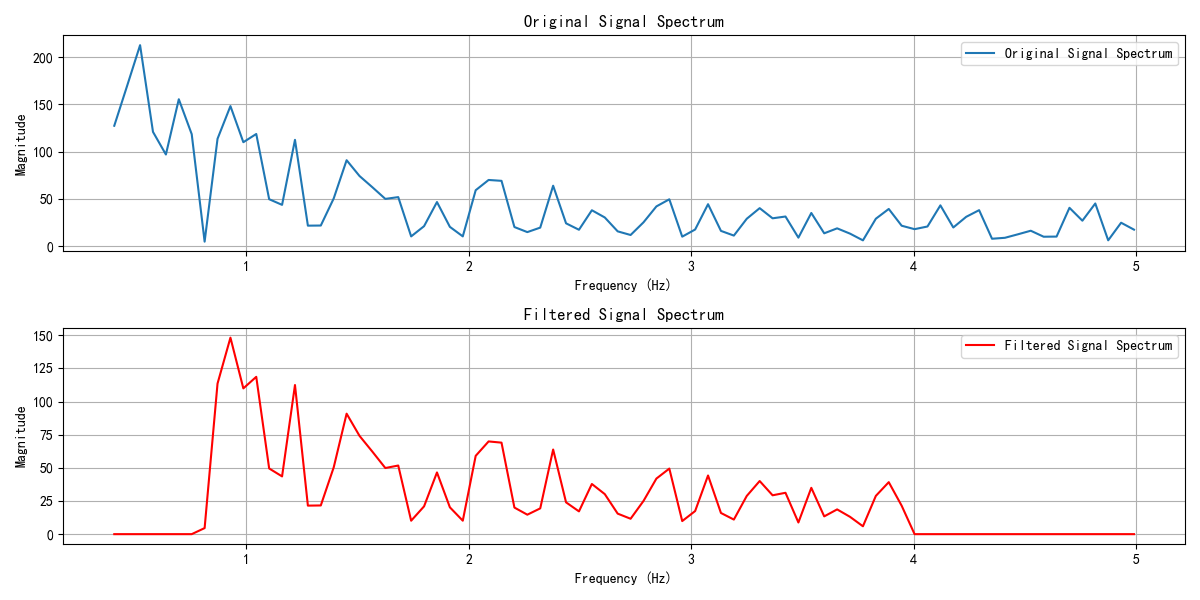 Original Signal Spectrum
Original Signal Spectrum
Magnitude
200
150
100
50
0
1 2 3 4 5
Frequency (Hz)
Filtered Signal Spectrum
Filtered Signal Spectrum
Magnitude
150
125
100
75
50
25
0
1 2 3 4 5
Frequency (Hz)